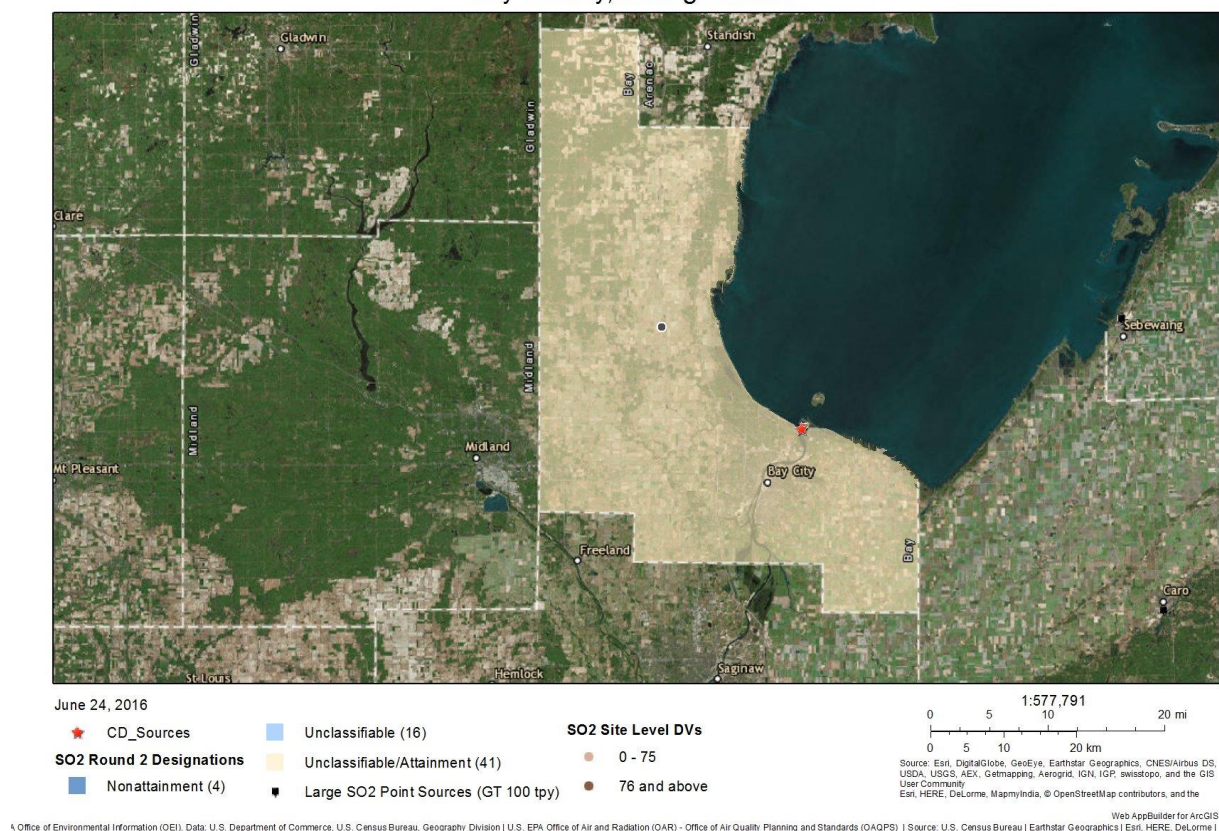 Gladwin
Gladwin
Standish
Bay
Arenac
Gladwin
Clare
Sebewaing
Midland
Midland
Midland
Mt Pleasant
Bay City
Freeland
Bay
Caro
Hemlock
Saginaw
St Louis
June 24, 2016
CD_Sources
SO2 Round 2 Designations
Nonattainment (4)
Unclassifiable (16)
Unclassifiable/Attainment (41)
Large SO2 Point Sources (GT 100 tpy)
SO2 Site Level DVs
0 - 75
76 and above
1:577,791
0 5 10 20 mi
0 5 10 20 km
Source: Esri, DigitalGlobe, GeoEye, Earthstar Geographics, CNES/Airbus DS,
USDA, USGS, AEX, Getmapping, Aerogrid, IGN, IGP, swisstopo, and the GIS
User Community
Esri, HERE, DeLorme, MapmyIndia, © OpenStreetMap contributors, and the
Web AppBuilder for ArcGIS
Office of Environmental Information (OEI). Data: U.S. Department of Commerce, U.S. Census Bureau, Geography Division | U.S. EPA Office of Air and Radiation (OAR) - Office of Air Quality Planning and Standards (OAQPS) | Source: U.S. Census Bureau | Earthstar Geographics | Esri, HERE, DeLorme |